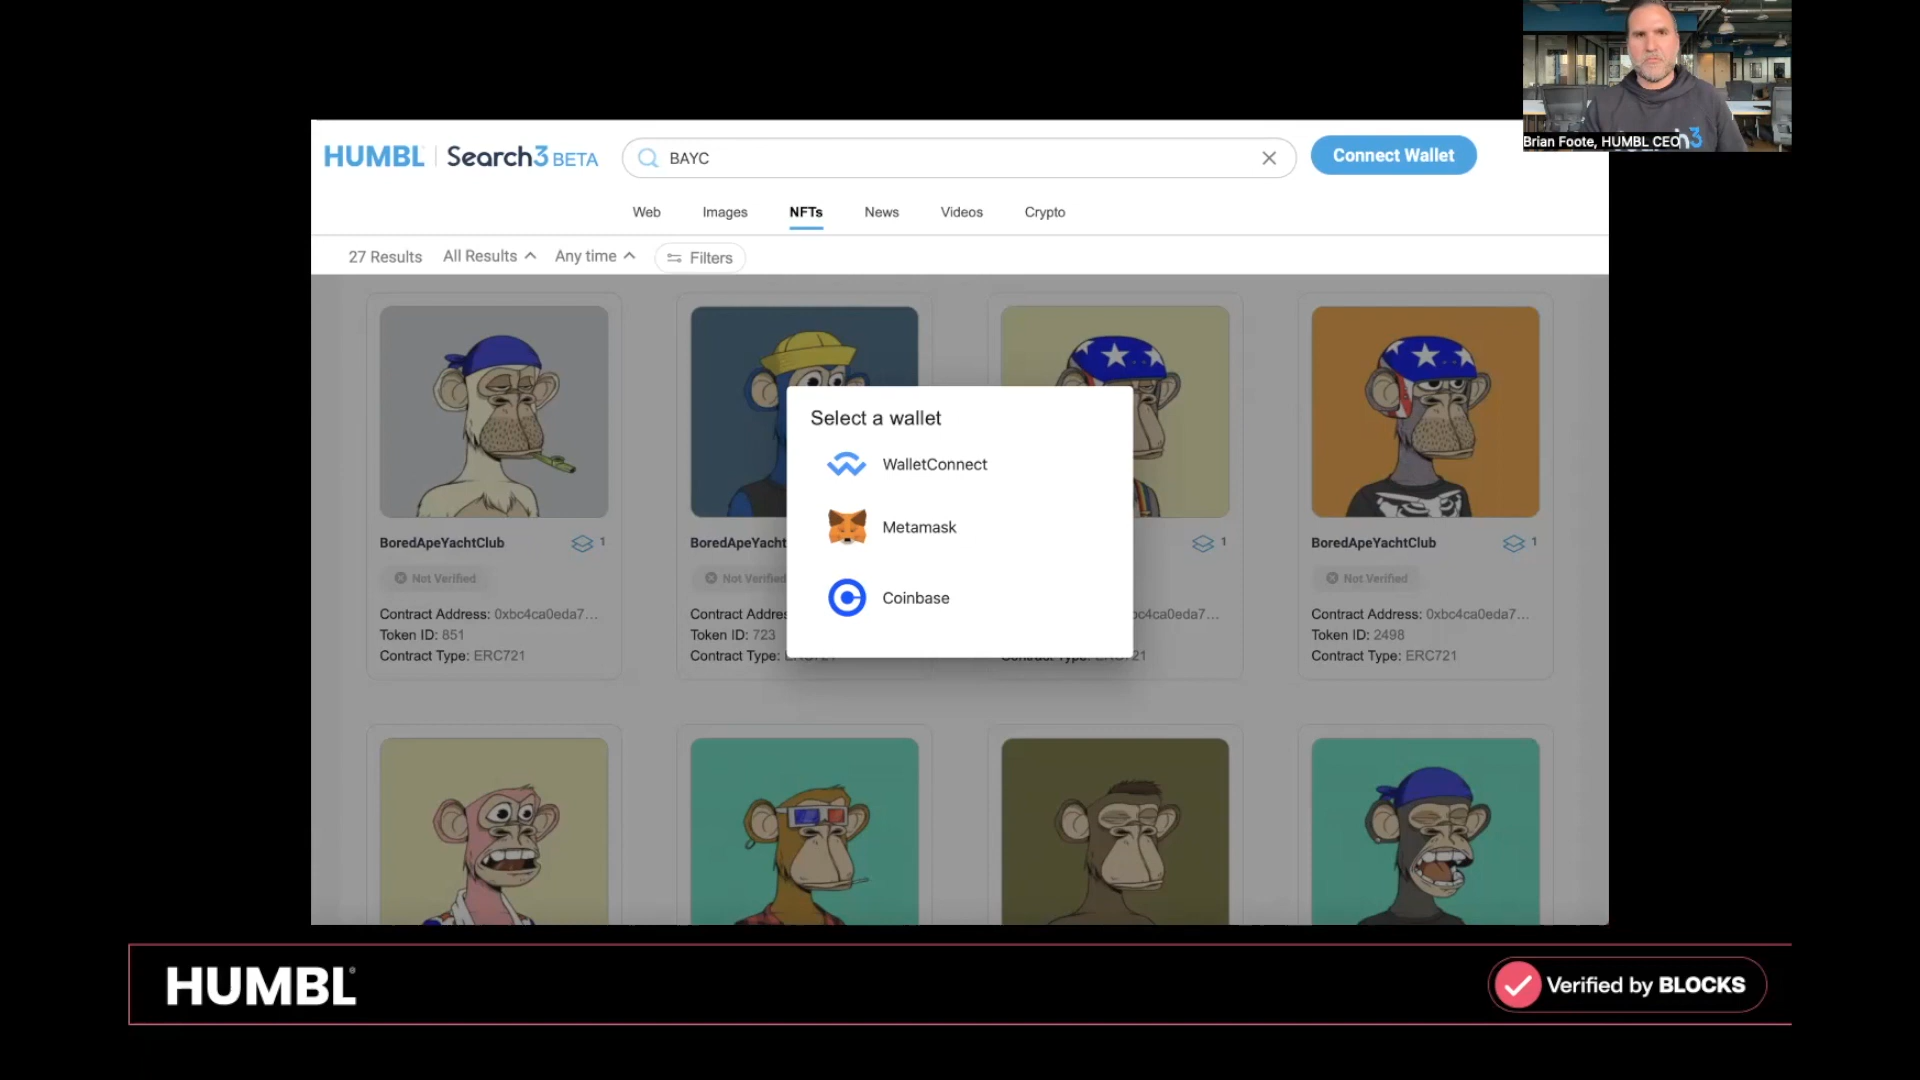 Brian Foote, HUMBL CEO
HUMBL Search3 BETA
BAYC
Connect Wallet
Web Images NFTs News Videos Crypto
27 Results All Results Any time Filters
Select a wallet
WalletConnect
Metamask
Coinbase
BoredApeYachtClub 1
Not Verified
Contract Address: 0xbc4ca0eda7...
Token ID: 851
Contract Type: ERC721
BoredApeYacht
Not Verified
Contract Addre
Token ID: 723
Contract Type:
1
bc4ca0eda7...
BoredApeYachtClub 1
Not Verified
Contract Address: 0xbc4ca0eda7...
Token ID: 2498
Contract Type: ERC721
HUMBL
Verified by BLOCKS